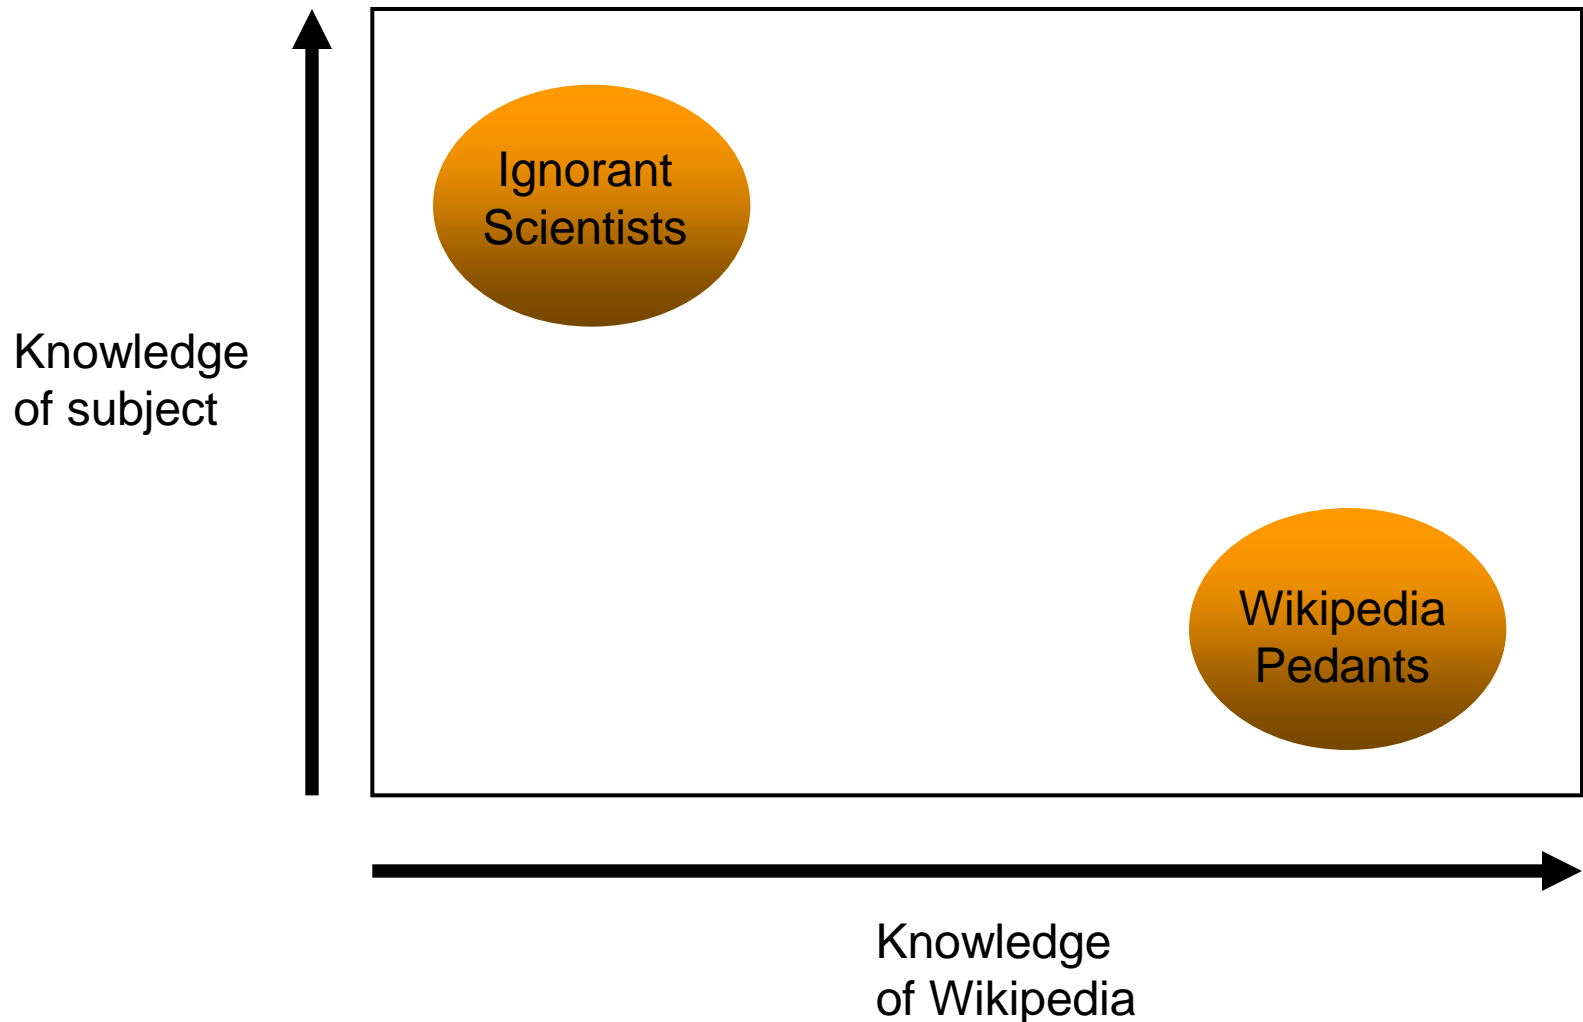 Ignorant
Scientists
Knowledge
of subject
Wikipedia
Pedants
Knowledge
of Wikipedia